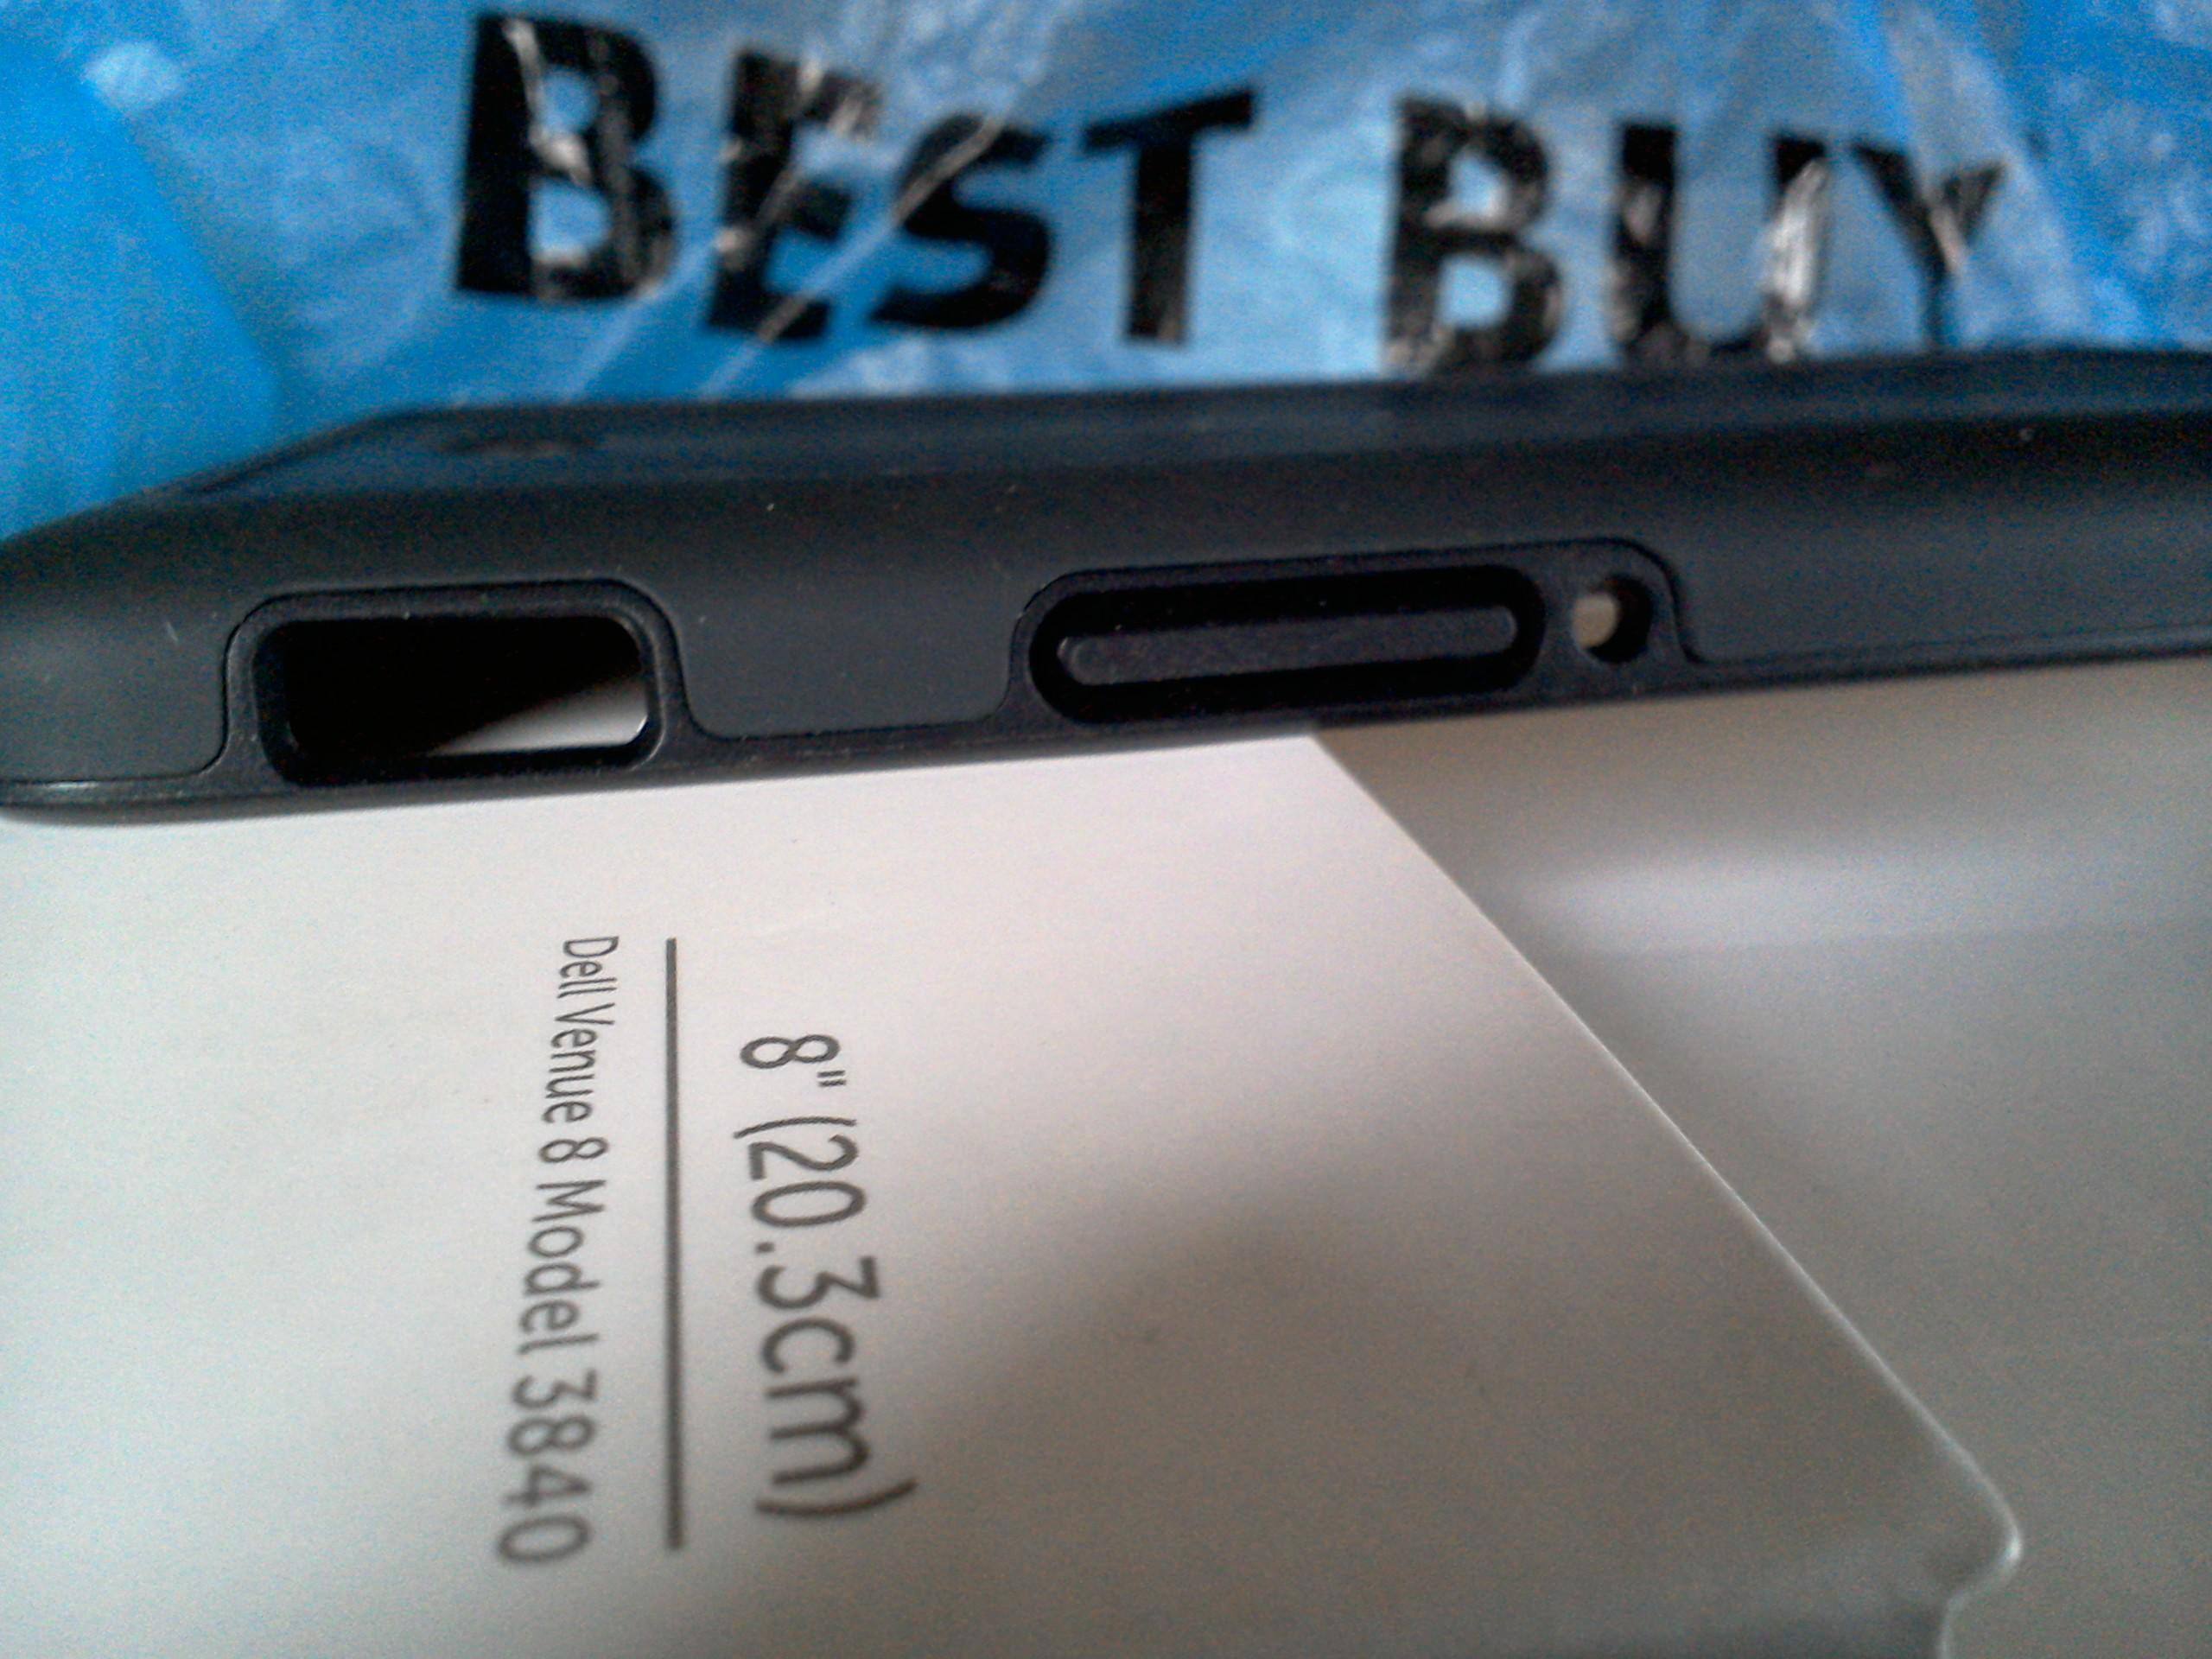 BEST BUY
8" (20.3cm)
Dell Venue 8 Model 3840